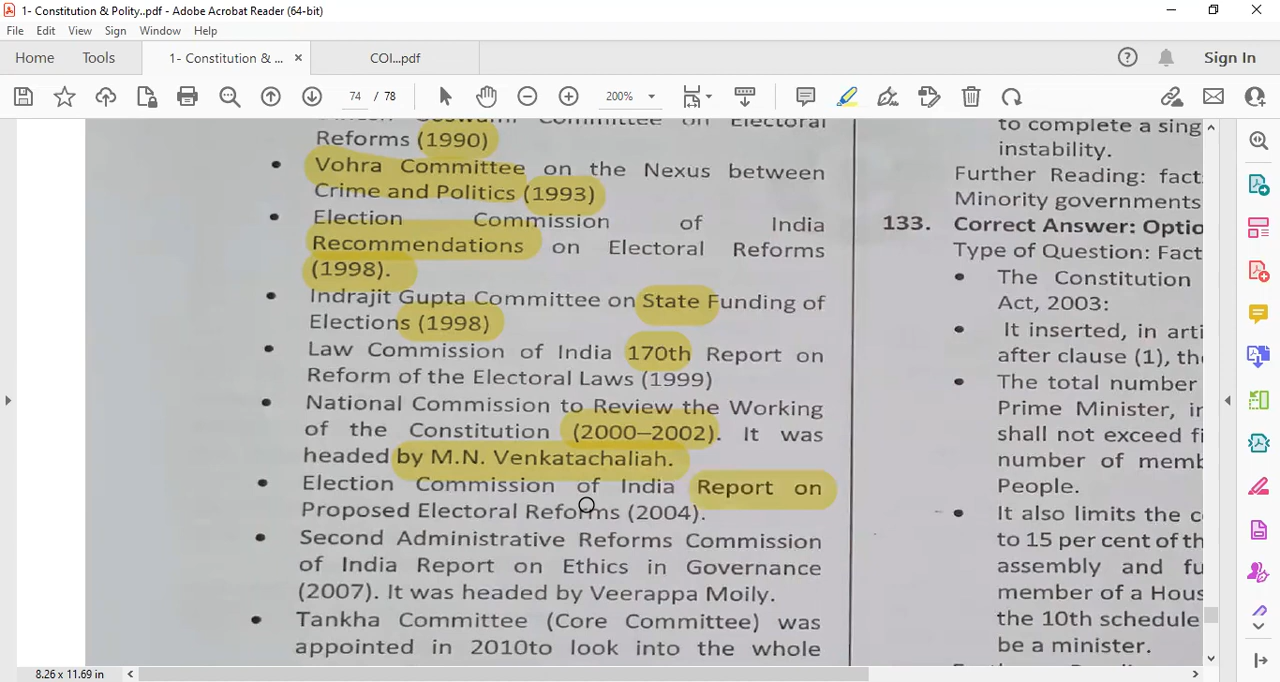 1- Constitution & Polity..pdf - Adobe Acrobat Reader (64-bit)
File Edit View Sign Window Help
Home Tools 1- Constitution & ... × COI...pdf Sign In
74 / 78 200%
Committee on Electoral
Reforms (1990)
• Vohra Committee on the Nexus between
Crime and Politics (1993)
• Election Commission of India
Recommendations on Electoral Reforms
(1998).
• Indrajit Gupta Committee on State Funding of
Elections (1998)
• Law Commission of India 170th Report on
Reform of the Electoral Laws (1999)
• National Commission to Review the Working
of the Constitution (2000–2002). It was
headed by M.N. Venkatachaliah.
• Election Commission of India Report on
Proposed Electoral Reforms (2004).
• Second Administrative Reforms Commission
of India Report on Ethics in Governance
(2007). It was headed by Veerappa Moily.
• Tankha Committee (Core Committee) was
appointed in 2010to look into the whole
to complete a sing
instability.
Further Reading: fact
Minority governments
133. Correct Answer: Optio
Type of Question: Fact
• The Constitution
Act, 2003:
• It inserted, in arti
after clause (1), the
• The total number
Prime Minister, in
shall not exceed fi
number of memb
People.
• It also limits the c
to 15 per cent of th
assembly and fu
member of a Hous
the 10th schedule
be a minister.
8.26 x 11.69 in